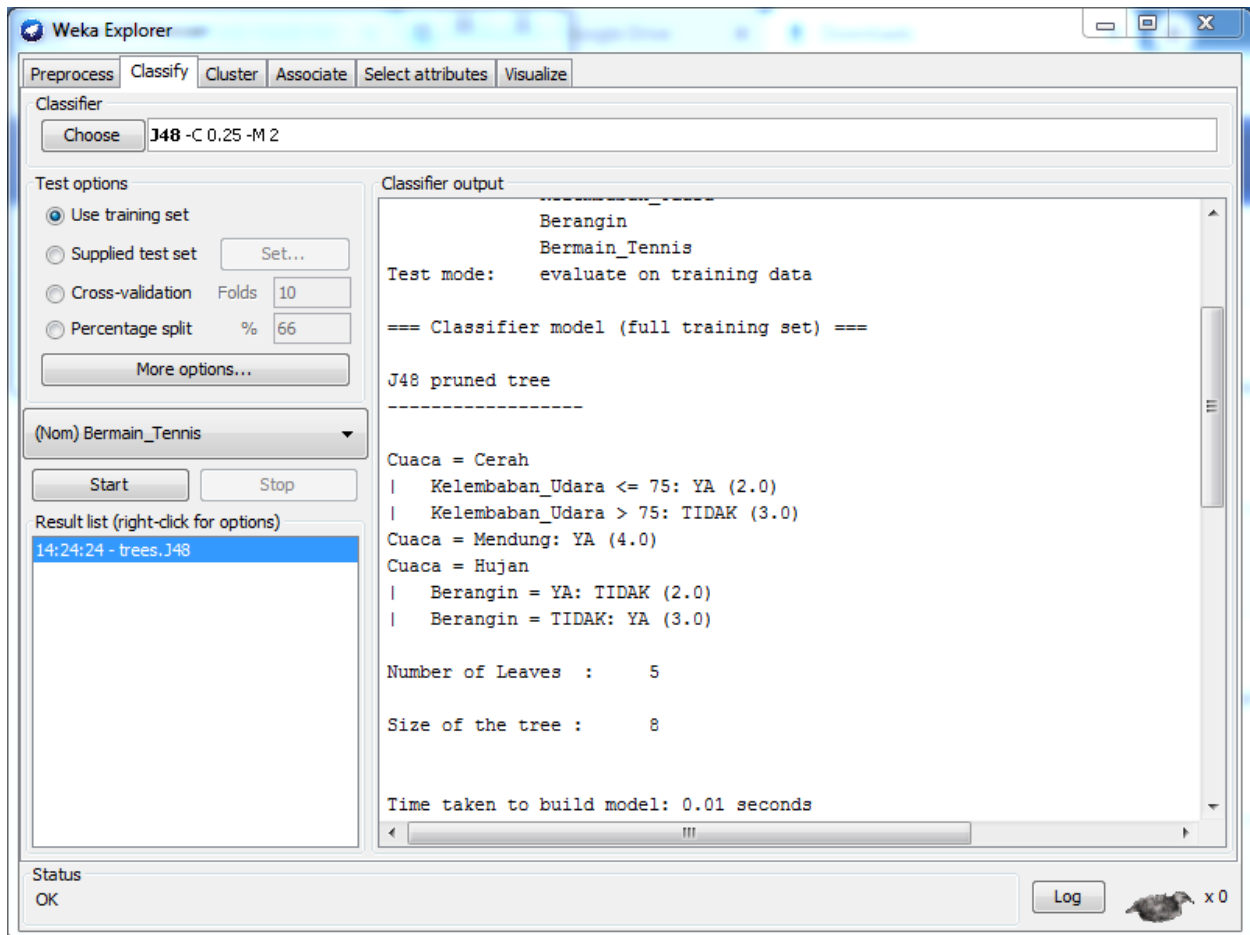 Weka Explorer
Preprocess Classify Cluster Associate Select attributes Visualize
Classifier
Choose J48 -C 0.25 -M 2
Test options
Use training set
Supplied test set Set...
Cross-validation Folds 10
Percentage split % 66
More options...
(Nom) Bermain_Tennis
Start Stop
Result list (right-click for options)
14:24:24 - trees.J48
Classifier output
Berangin
Bermain_Tennis
Test mode: evaluate on training data
=== Classifier model (full training set) ===
J48 pruned tree
------------------
Cuaca = Cerah
| Kelembaban_Udara <= 75: YA (2.0)
| Kelembaban_Udara > 75: TIDAK (3.0)
Cuaca = Mendung: YA (4.0)
Cuaca = Hujan
| Berangin = YA: TIDAK (2.0)
| Berangin = TIDAK: YA (3.0)
Number of Leaves : 5
Size of the tree : 8
Time taken to build model: 0.01 seconds
Status
OK
Log x 0